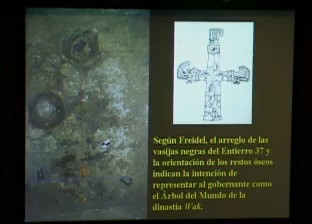 Según Freidel, el arreglo de las
vasijas negras del Entierro 37 y
la orientación de los restos óseos
indican la intención de
representar al gobernante como
el Árbol del Mundo de la
dinastía Wak.